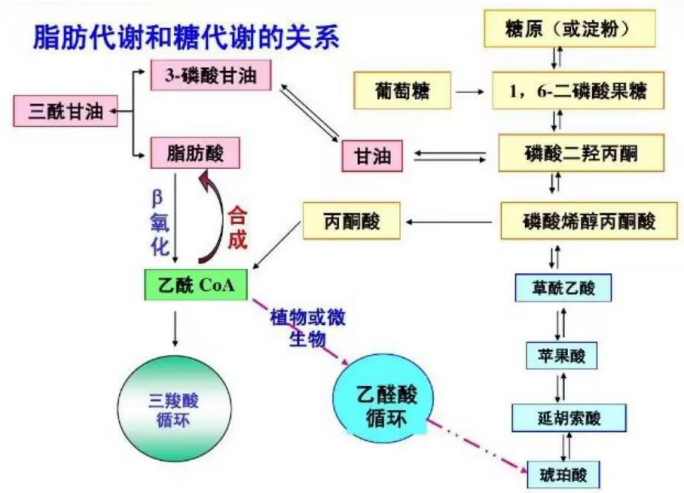 脂肪代谢和糖代谢的关系
糖原（或淀粉）
3-磷酸甘油
葡萄糖
1，6-二磷酸果糖
三酰甘油
脂肪酸
甘油
磷酸二羟丙酮
β
氧
化
合
成
丙酮酸
磷酸烯醇丙酮酸
乙酰 CoA
草酰乙酸
植物或微
生物
苹果酸
三羧酸
循环
乙醛酸
循环
延胡索酸
琥珀酸